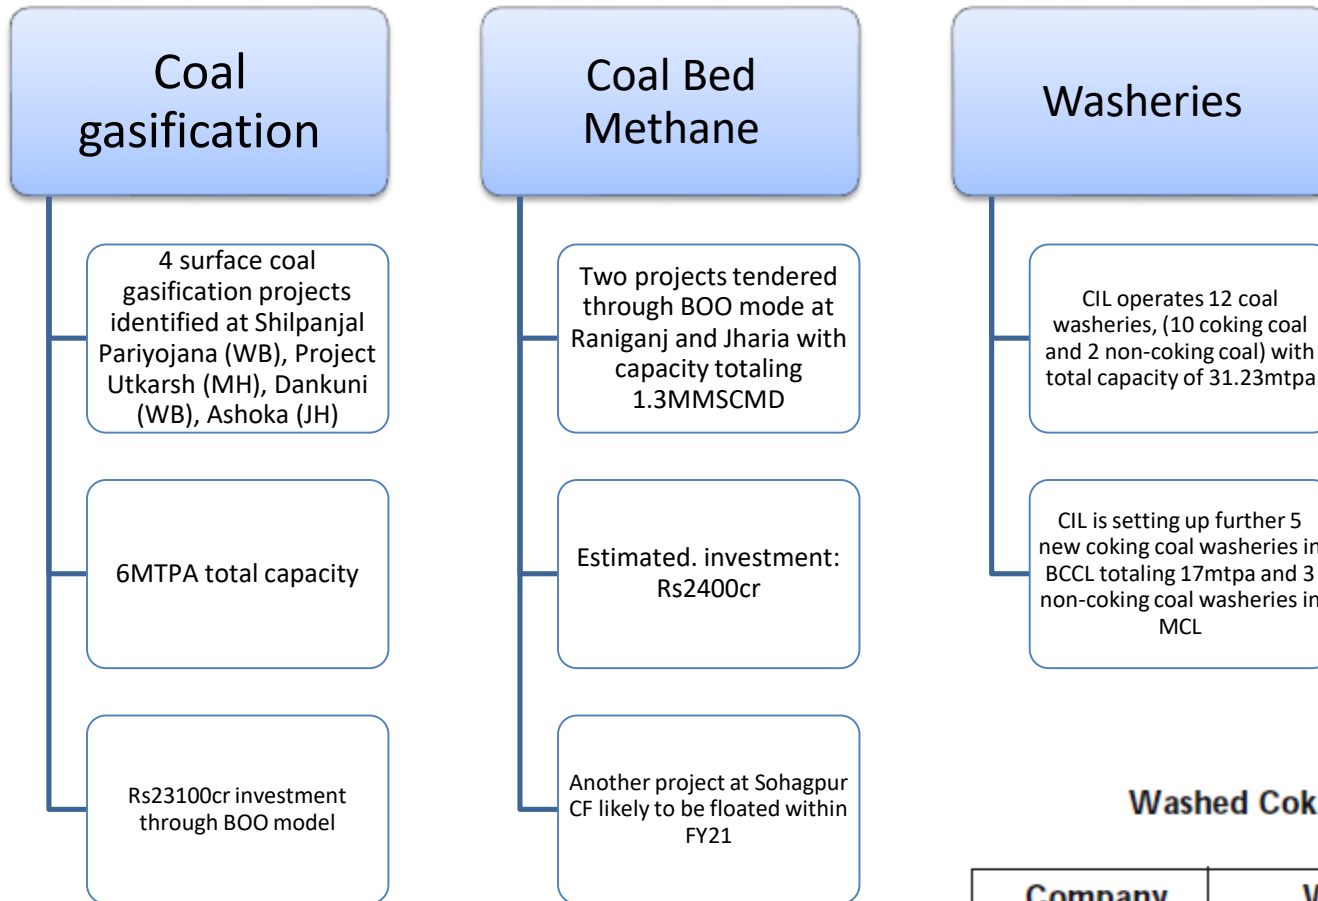 Coal
gasification
4 surface coal
gasification projects
identified at Shilpanjal
Pariyojana (WB), Project
Utkarsh (MH), Dankuni
(WB), Ashoka (JH)
6MTPA total capacity
Rs23100cr investment
through BOO model
Coal Bed
Methane
Two projects tendered
through BOO mode at
Raniganj and Jharia with
capacity totaling
1.3MMSCMD
Estimated. investment:
Rs2400cr
Another project at Sohagpur
CF likely to be floated within
FY21
Washeries
CIL operates 12 coal
washeries, (10 coking coal
and 2 non-coking coal) with
total capacity of 31.23mtpa
CIL is setting up further 5
new coking coal washeries in
BCCL totaling 17mtpa and 3
non-coking coal washeries in
MCL
Washed Cok
Company